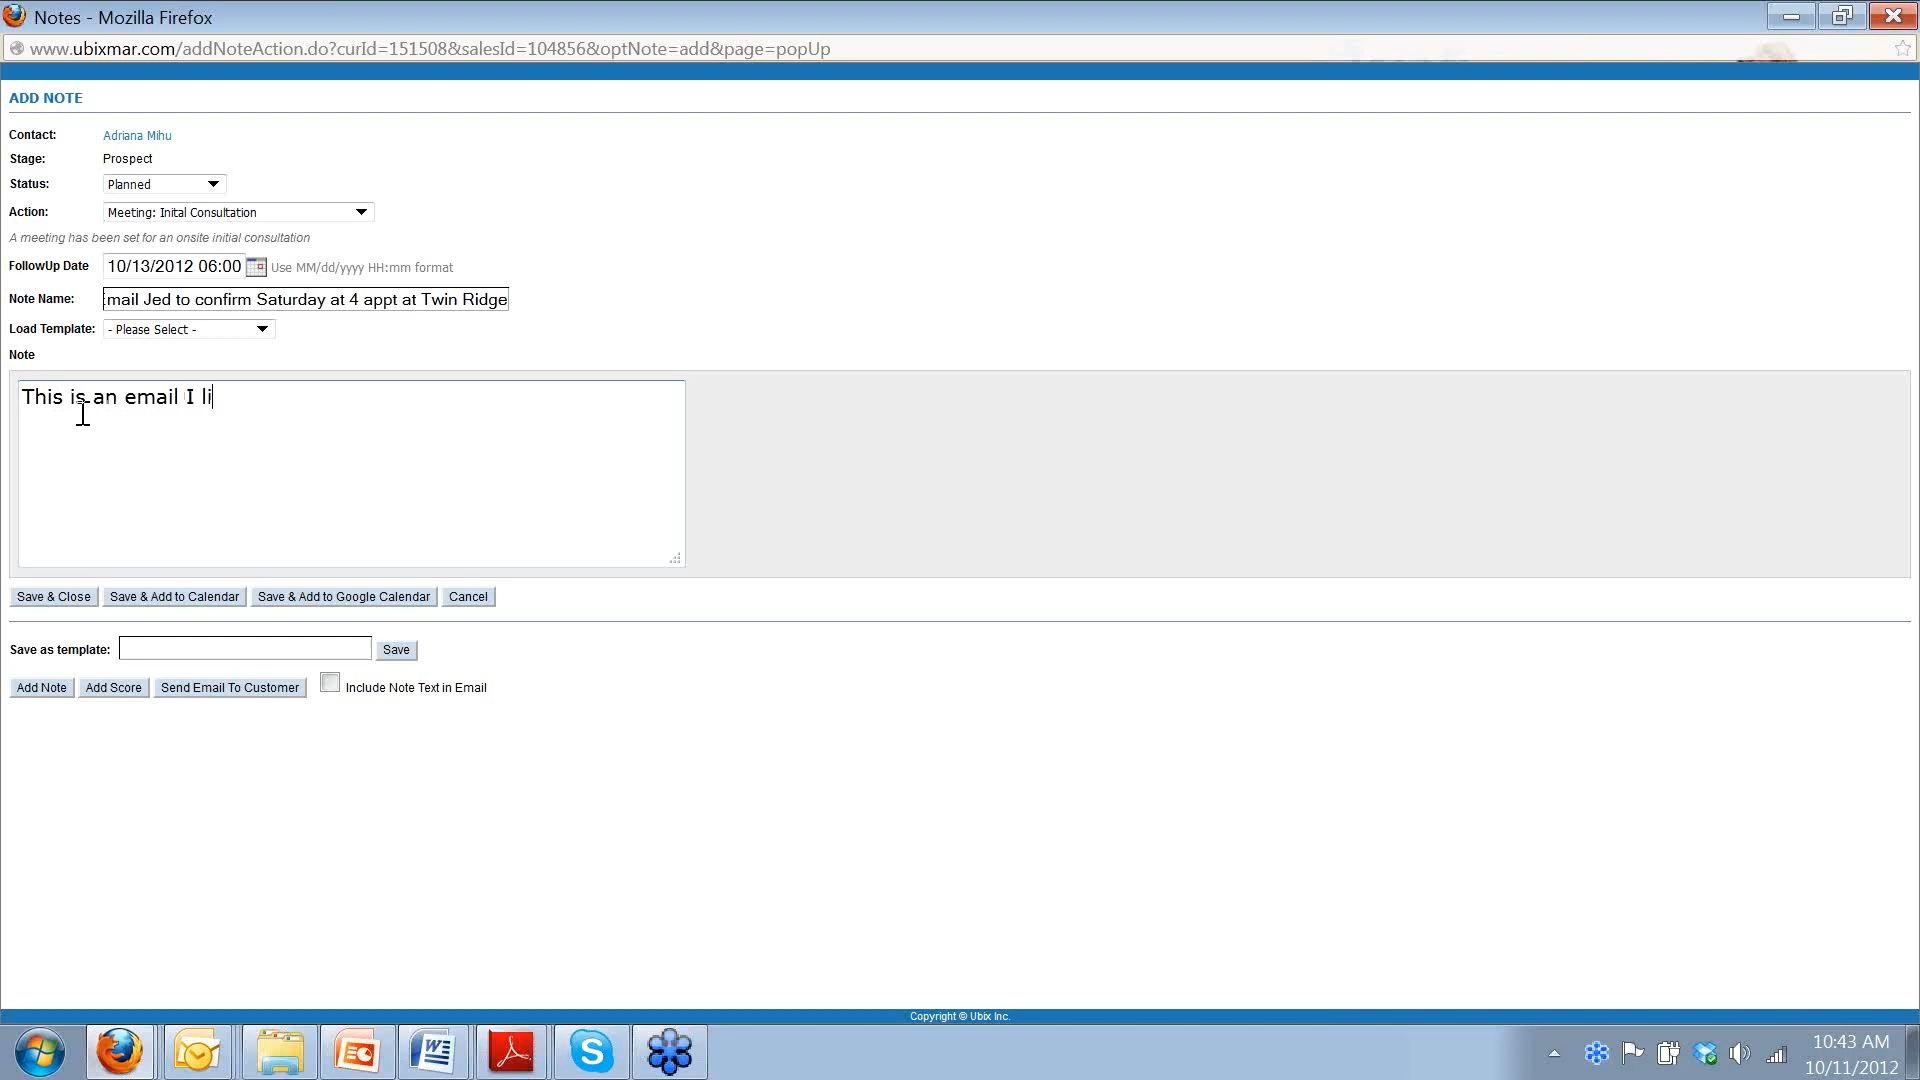 Notes - Mozilla Firefox
www.ubixmar.com/addNoteAction.do?curId=151508&salesId=104856&optNote=add&page=popUp
ADD NOTE
Contact: Adriana Mihu
Stage: Prospect
Status: Planned
Action: Meeting: Inital Consultation
A meeting has been set for an onsite initial consultation
FollowUp Date 10/13/2012 06:00 Use MM/dd/yyyy HH:mm format
Note Name: Email Jed to confirm Saturday at 4 appt at Twin Ridge
Load Template: - Please Select -
Note
This is an email I li
Save & Close Save & Add to Calendar Save & Add to Google Calendar Cancel
Save as template: Save
Add Note Add Score Send Email To Customer Include Note Text in Email
Copyright © Ubix Inc.
10:43 AM
10/11/2012